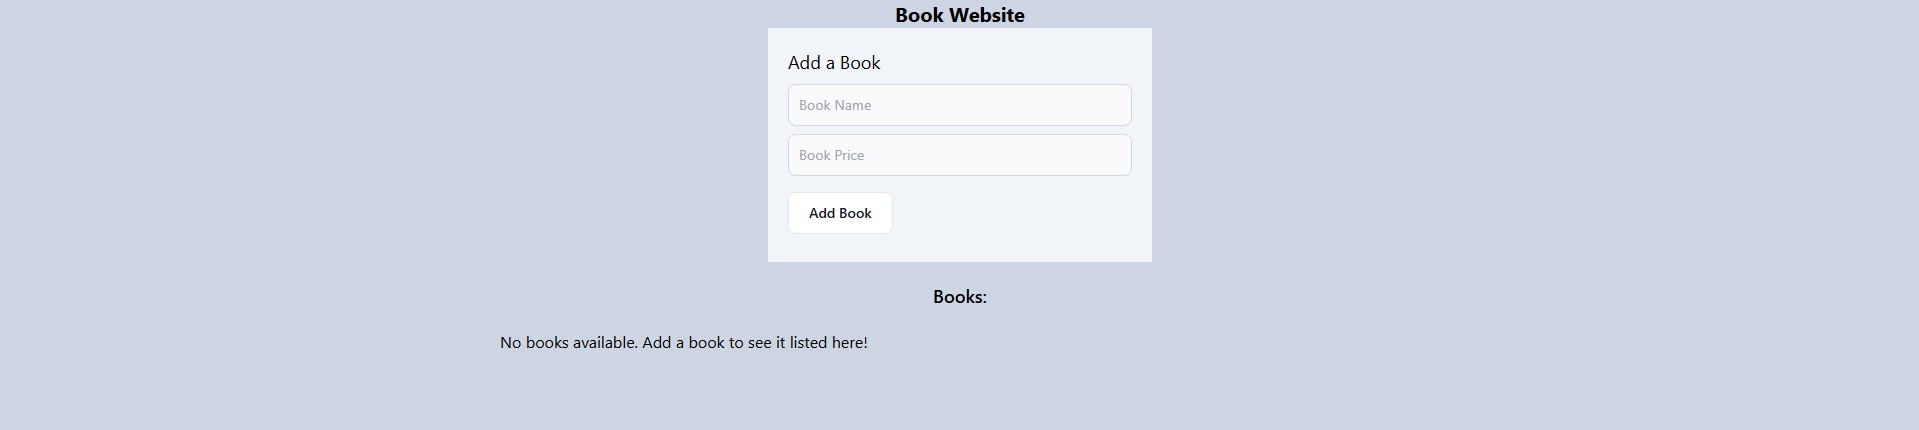 Book Website
Add a Book
Book Name
Book Price
Add Book
Books:
No books available. Add a book to see it listed here!